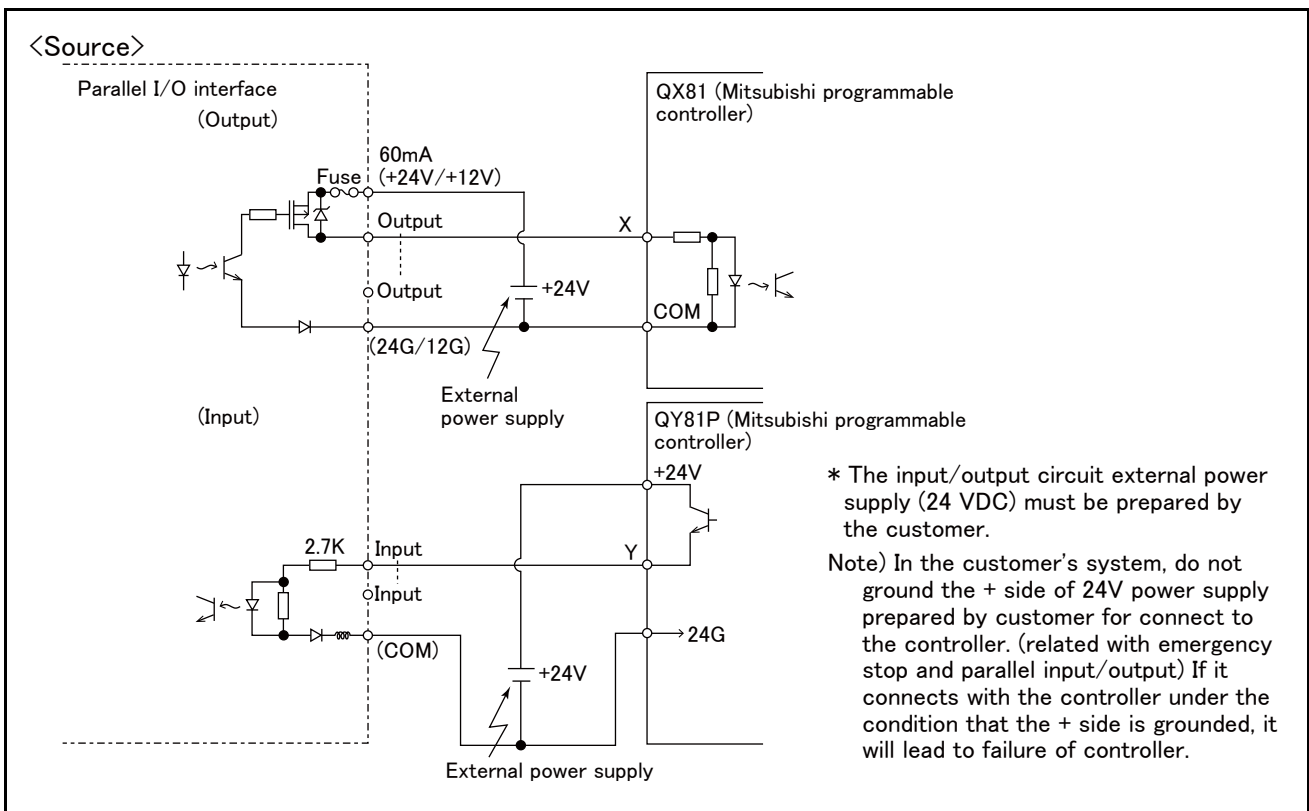 <Source>
Parallel I/O interface
(Output)
60mA
Fuse
(+24V/+12V)
Output
Output
(24G/12G)
+24V
External
power supply
X
COM
QX81 (Mitsubishi programmable
controller)
(Input)
QY81P (Mitsubishi programmable
controller)
+24V
2.7K
Input
Input
(COM)
Y
24G
+24V
External power supply
* The input/output circuit external power
supply (24 VDC) must be prepared by
the customer.
Note) In the customer's system, do not
ground the + side of 24V power supply
prepared by customer for connect to
the controller. (related with emergency
stop and parallel input/output) If it
connects with the controller under the
condition that the + side is grounded, it
will lead to failure of controller.